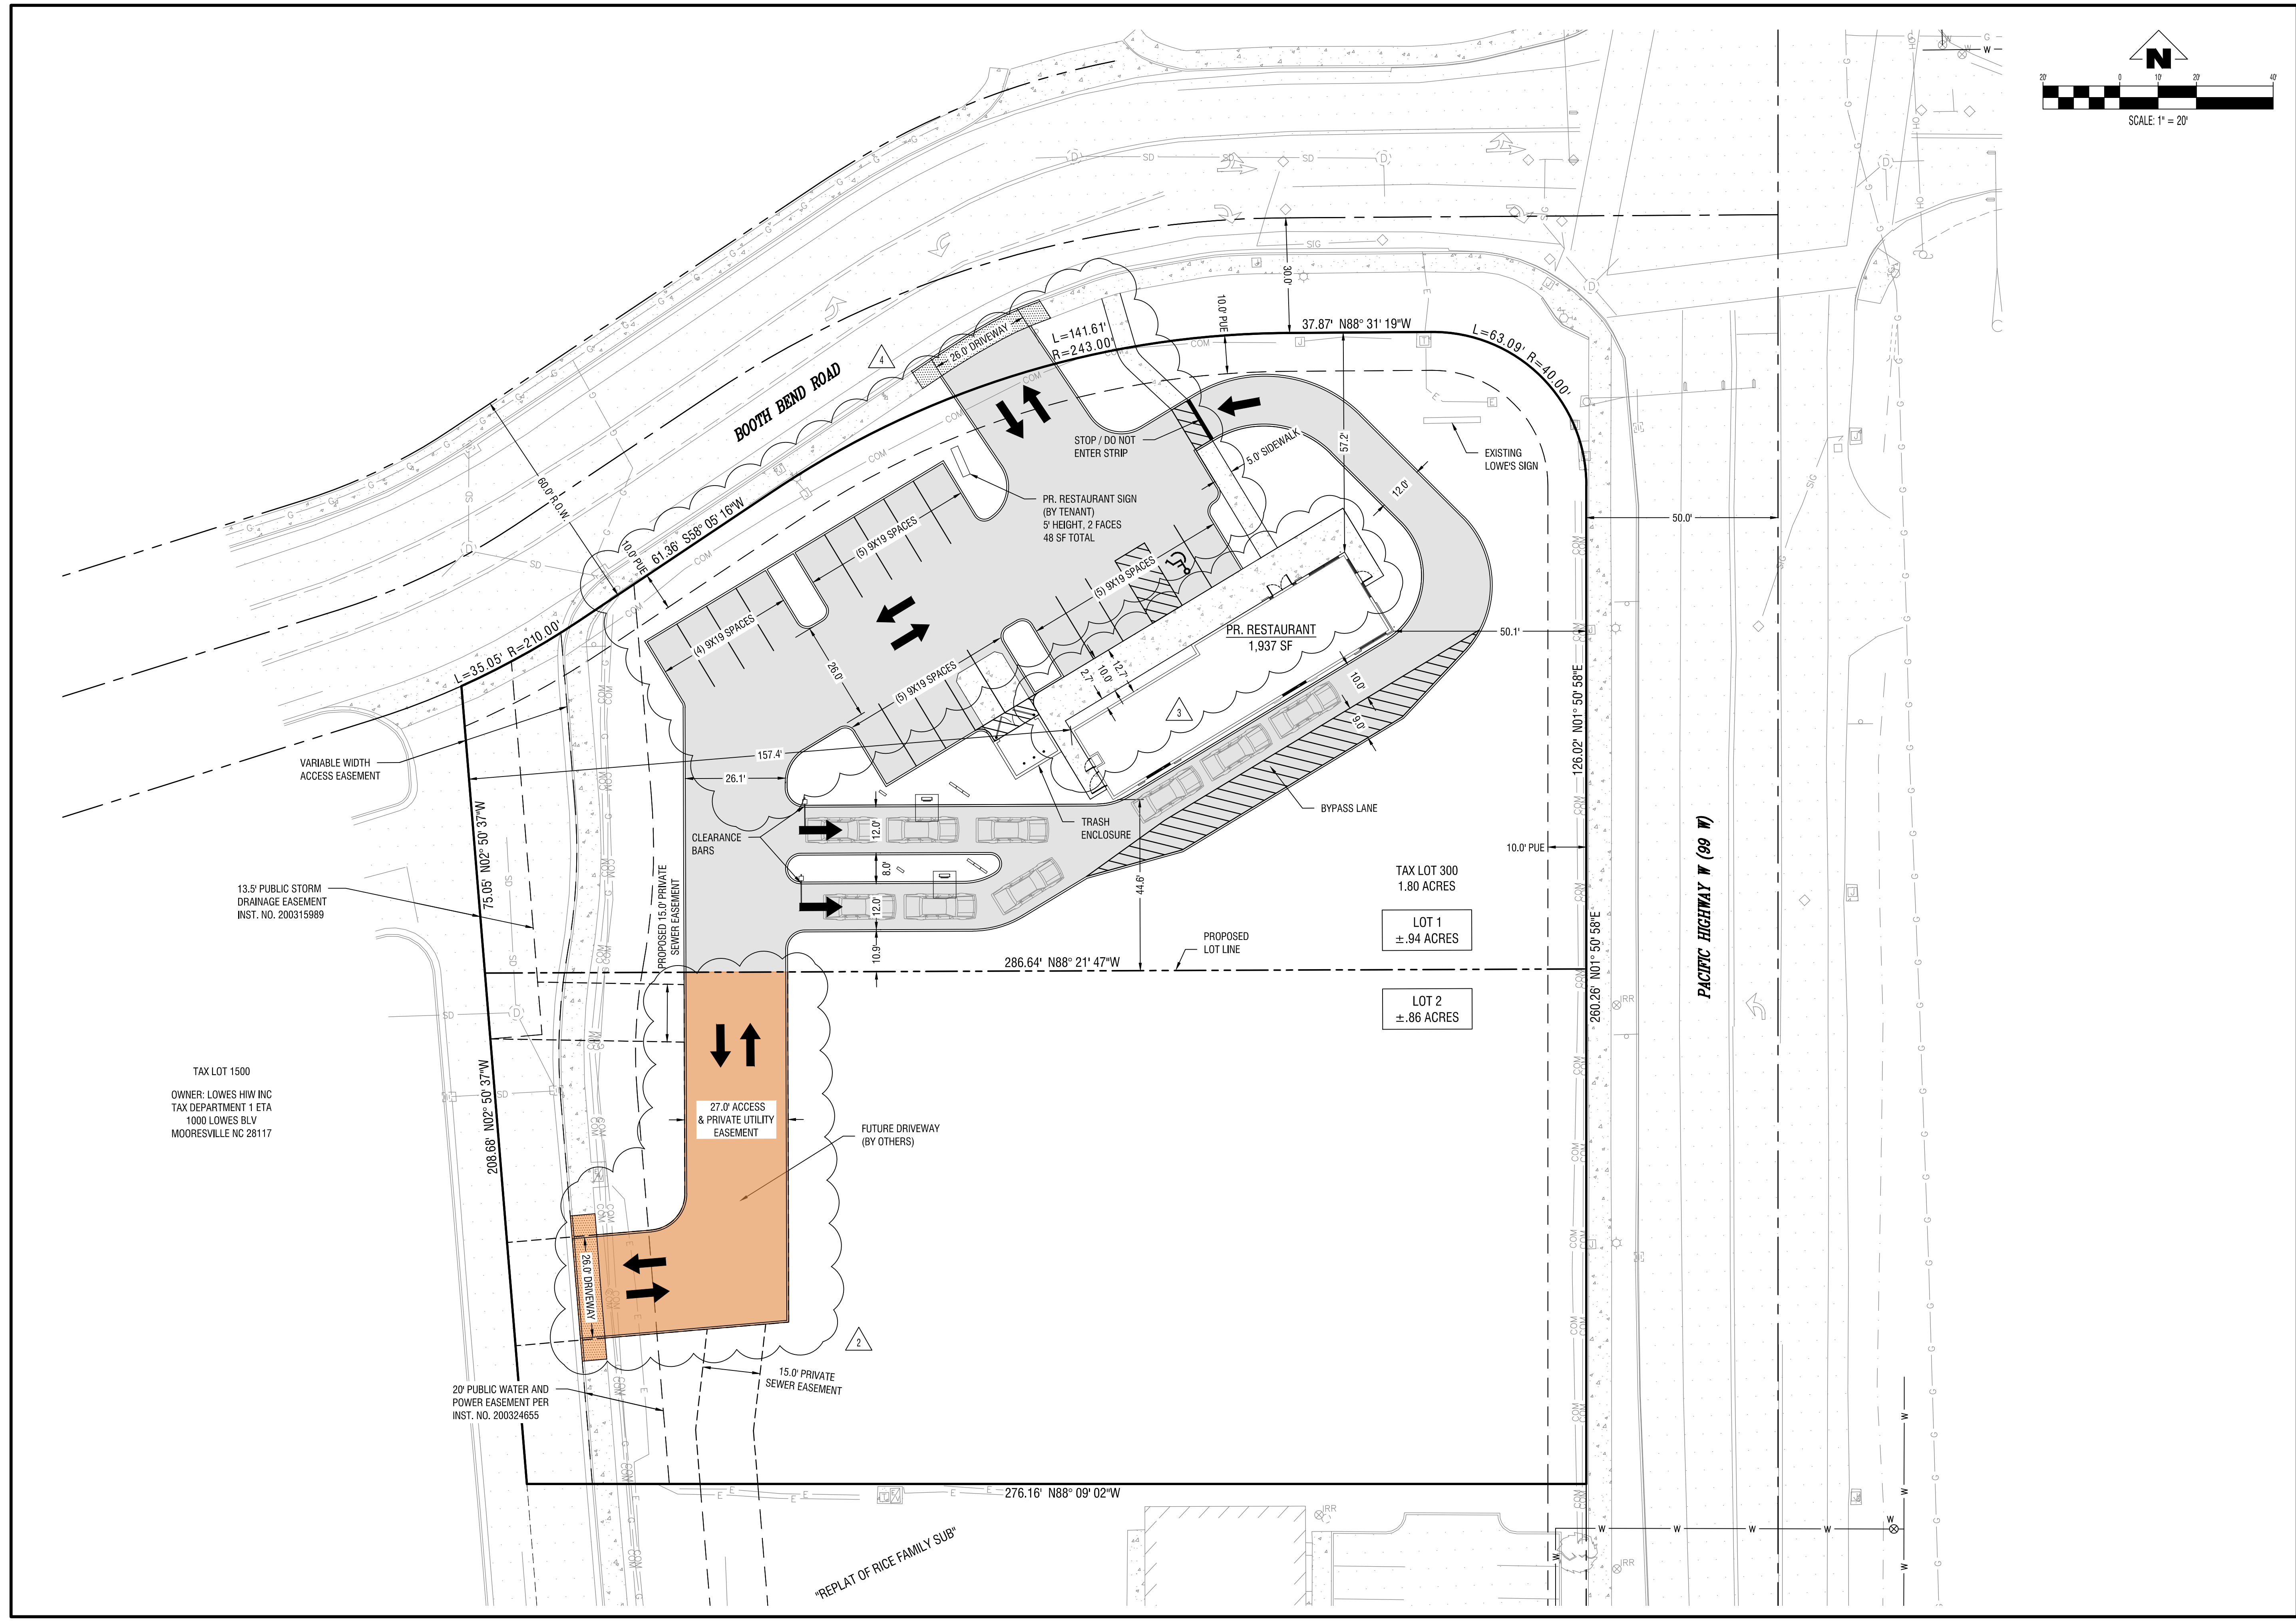 N
20'
0
10'
20'
40'
SCALE: 1" = 20'
BOOTH BEND ROAD
4
26.0' DRIVEWAY
L=141.61'
R=243.00'
10.0' PUE
30.0'
37.87' N88° 31' 19"W
L=63.09' R=40.00'
STOP / DO NOT
ENTER STRIP
5.0' SIDEWALK
57.2'
EXISTING
LOWE'S SIGN
12.0'
50.0'
60.0' R.O.W.
10.0' PUE
61.36' S58° 05' 16"W
L=35.05' R=210.00'
PR. RESTAURANT SIGN
(BY TENANT)
5' HEIGHT, 2 FACES
48 SF TOTAL
(5) 9X19 SPACES
(4) 9X19 SPACES
(5) 9X19 SPACES
(5) 9X19 SPACES
26.0'
PR. RESTAURANT
1,937 SF
50.1'
2.7'
10.0'
12.7'
3
10.0'
9.0'
126.02' N01° 50' 58"E
VARIABLE WIDTH
ACCESS EASEMENT
157.4'
26.1'
75.05' N02° 50' 37"W
CLEARANCE
BARS
12.0'
8.0'
12.0'
10.9'
TRASH
ENCLOSURE
BYPASS LANE
44.6'
10.0' PUE
PACIFIC HIGHWAY W (99 W)
TAX LOT 300
1.80 ACRES
LOT 1
±.94 ACRES
13.5' PUBLIC STORM
DRAINAGE EASEMENT
INST. NO. 200315989
PROPOSED 15.0' PRIVATE
SEWER EASEMENT
PROPOSED
LOT LINE
286.64' N88° 21' 47"W
260.26' N01° 50' 58"E
LOT 2
±.86 ACRES
TAX LOT 1500
OWNER: LOWES HIW INC
TAX DEPARTMENT 1 ETA
1000 LOWES BLV
MOORESVILLE NC 28117
208.68' N02° 50' 37"W
27.0' ACCESS
& PRIVATE UTILITY
EASEMENT
FUTURE DRIVEWAY
(BY OTHERS)
26.0' DRIVEWAY
2
15.0' PRIVATE
SEWER EASEMENT
20' PUBLIC WATER AND
POWER EASEMENT PER
INST. NO. 200324655
276.16' N88° 09' 02"W
"REPLAT OF RICE FAMILY SUB"